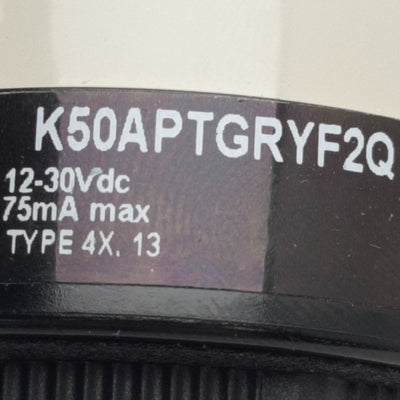 K50APTGRYF2Q
12-30Vdc
75mA max
TYPE 4X. 13